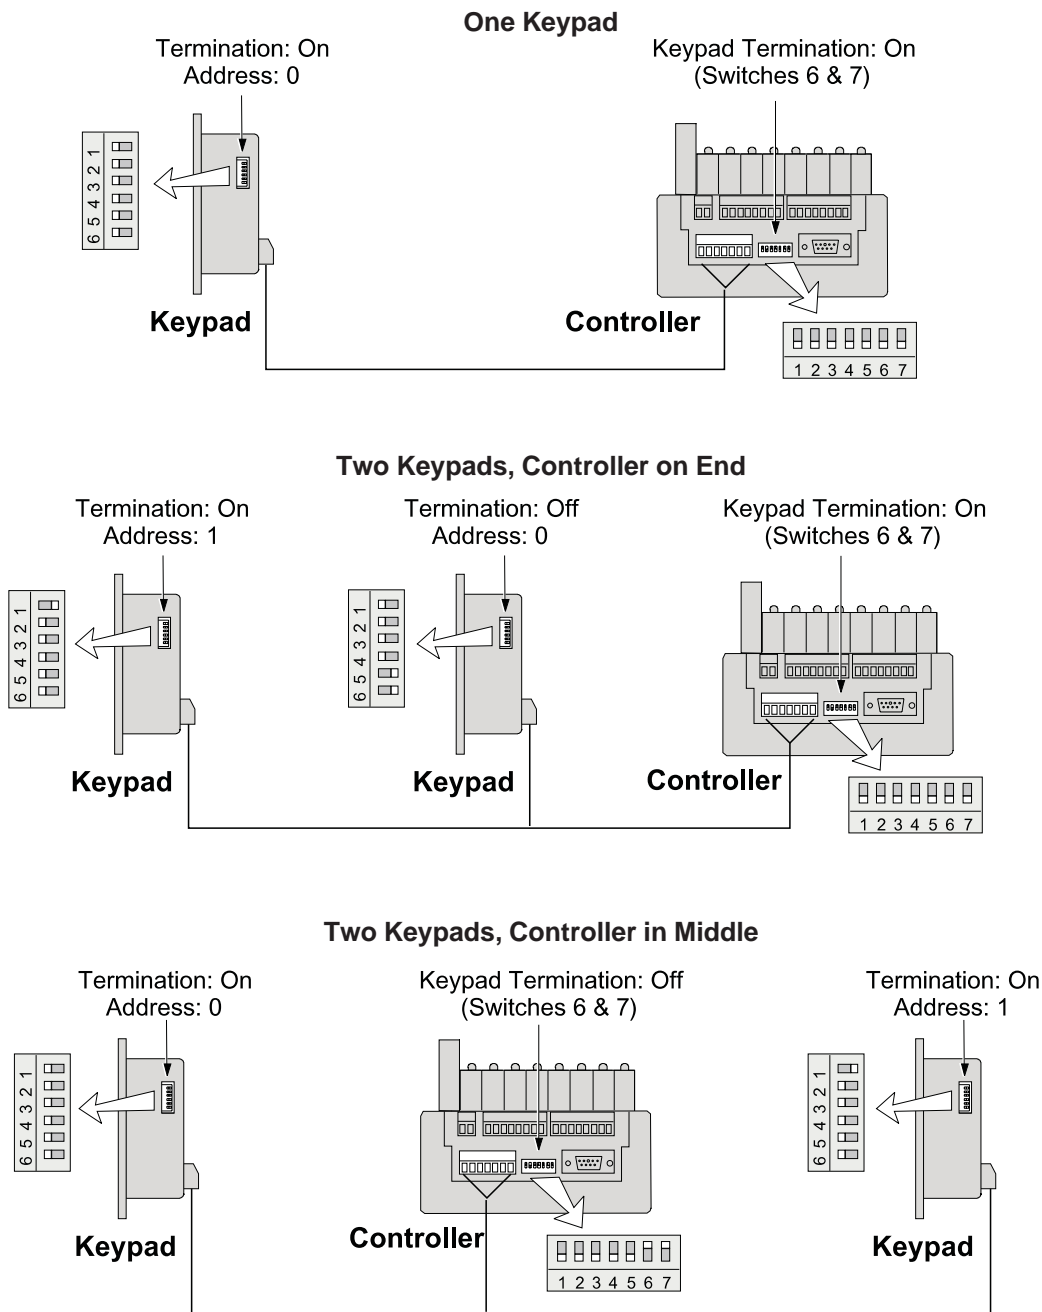 One Keypad
Termination: On
Address: 0
Keypad Termination: On
(Switches 6 & 7)
6 5 4 3 2 1
Keypad
Controller
1 2 3 4 5 6 7
Two Keypads, Controller on End
Termination: On
Address: 1
Termination: Off
Address: 0
Keypad Termination: On
(Switches 6 & 7)
6 5 4 3 2 1
6 5 4 3 2 1
Keypad
Keypad
Controller
1 2 3 4 5 6 7
Two Keypads, Controller in Middle
Termination: On
Address: 0
Keypad Termination: Off
(Switches 6 & 7)
Termination: On
Address: 1
6 5 4 3 2 1
6 5 4 3 2 1
Keypad
Controller
Keypad
1 2 3 4 5 6 7